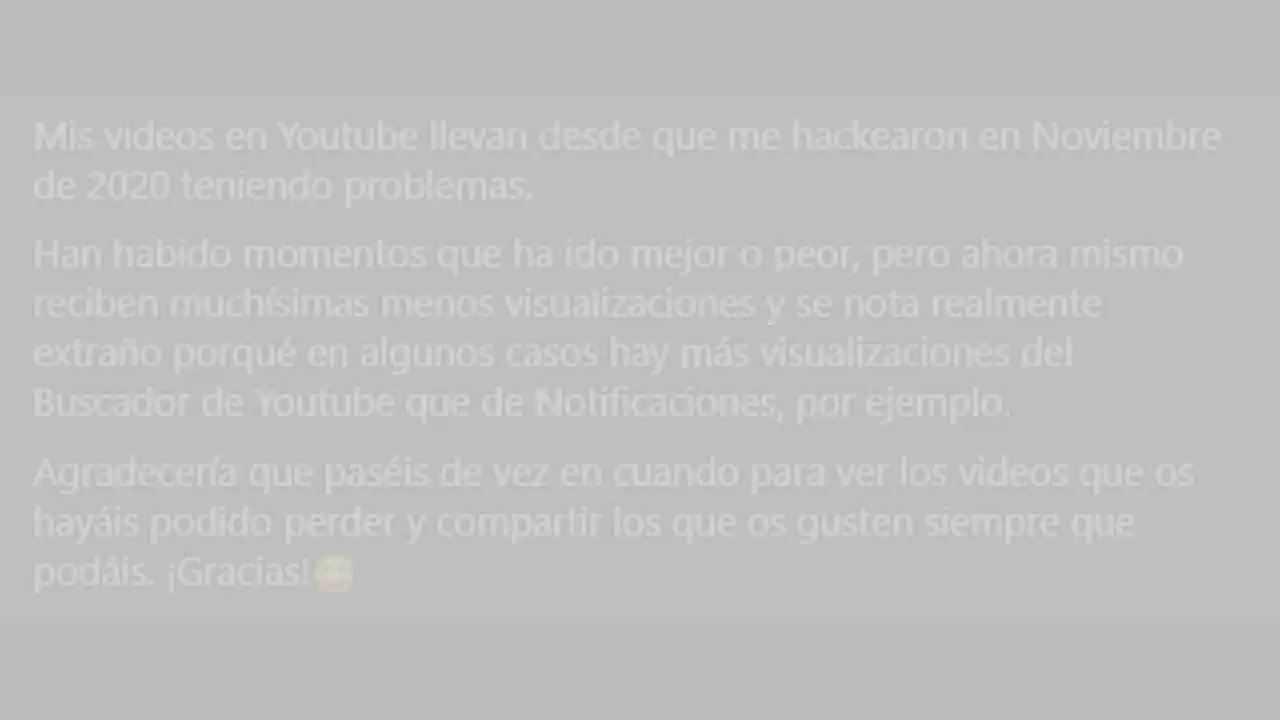 Mis videos en Youtube llevan desde que me hackearon en Noviembre
de 2020 teniendo problemas.
Han habido momentos que ha ido mejor o peor, pero ahora mismo
reciben muchísimas menos visualizaciones y se nota realmente
extraño porqué en algunos casos hay más visualizaciones del
Buscador de Youtube que de Notificaciones, por ejemplo.
Agradecería que paséis de vez en cuando para ver los videos que os
hayáis podido perder y compartir los que os gusten siempre que
podáis. ¡Gracias!